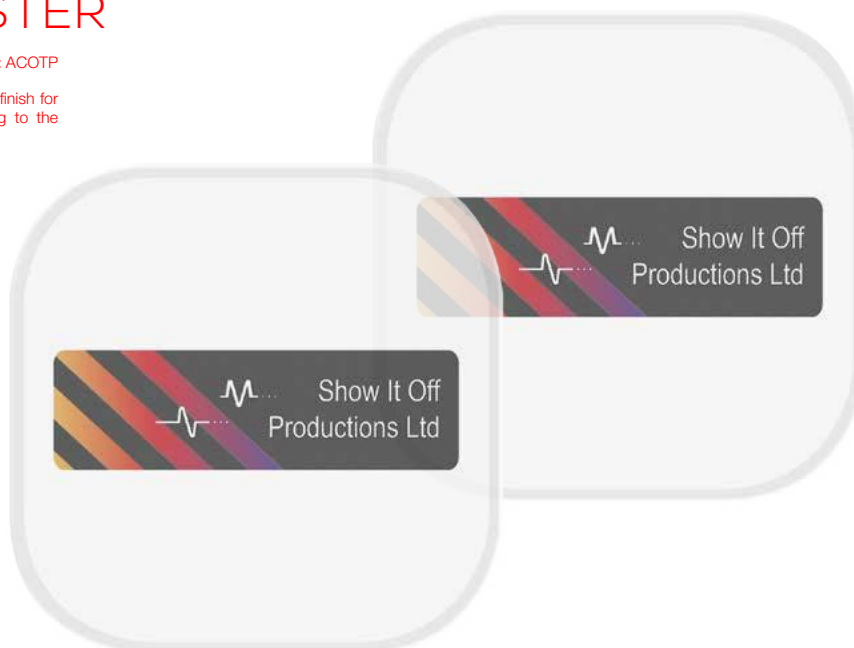 STER
: ACOTP
finish for
g to the
Show It Off
Productions Ltd
Show It Off
Productions Ltd